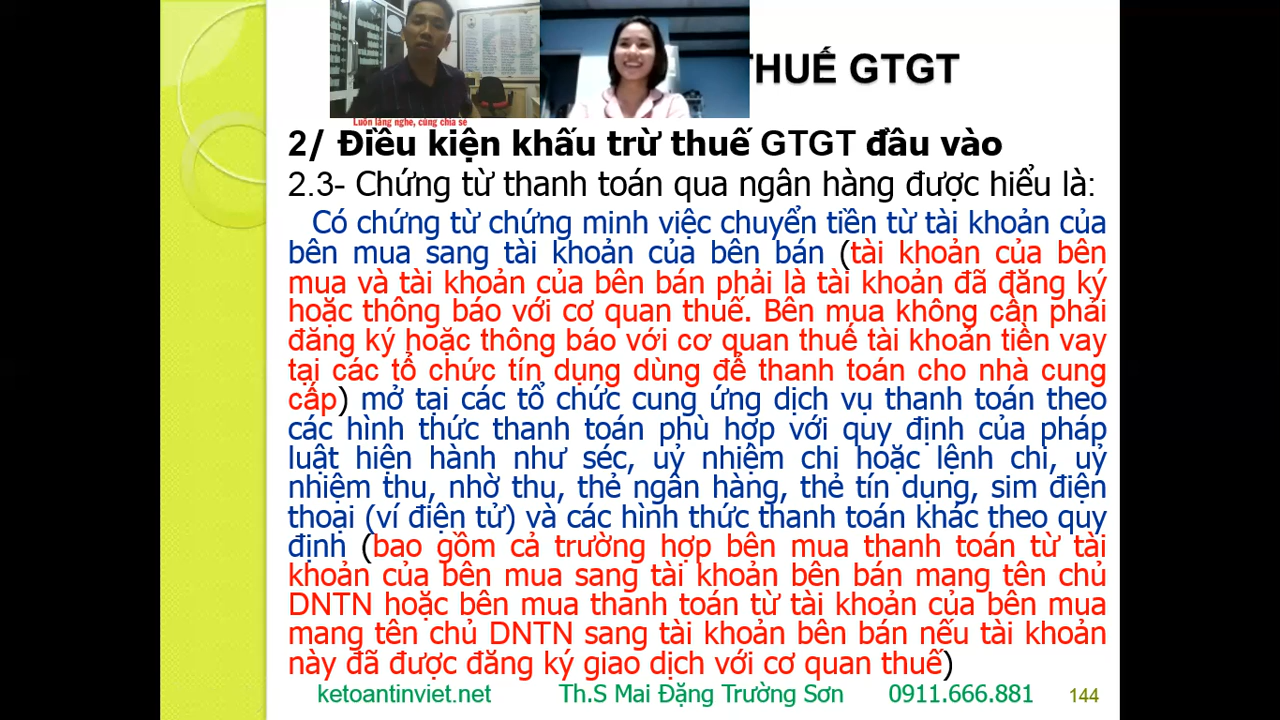 THUẾ GTGT
Luôn lắng nghe, cùng chia sẻ
2/ Điều kiện khấu trừ thuế GTGT đầu vào
2.3- Chứng từ thanh toán qua ngân hàng được hiểu là:
Có chứng từ chứng minh việc chuyển tiền từ tài khoản của
bên mua sang tài khoản của bên bán (tài khoản của bên
mua và tài khoản của bên bán phải là tài khoản đã đăng ký
hoặc thông báo với cơ quan thuế. Bên mua không cần phải
đăng ký hoặc thông báo với cơ quan thuế tài khoản tiền vay
tại các tổ chức tín dụng dùng để thanh toán cho nhà cung
cấp) mở tại các tổ chức cung ứng dịch vụ thanh toán theo
các hình thức thanh toán phù hợp với quy định của pháp
luật hiện hành như séc, uỷ nhiệm chi hoặc lệnh chi, uỷ
nhiệm thu, nhờ thu, thẻ ngân hàng, thẻ tín dụng, sim điện
thoại (ví điện tử) và các hình thức thanh toán khác theo quy
định (bao gồm cả trường hợp bên mua thanh toán từ tài
khoản của bên mua sang tài khoản bên bán mang tên chủ
DNTN hoặc bên mua thanh toán từ tài khoản của bên mua
mang tên chủ DNTN sang tài khoản bên bán nếu tài khoản
này đã được đăng ký giao dịch với cơ quan thuế)
ketoantinviet.net Th.S Mai Đặng Trường Sơn 0911.666.881 144